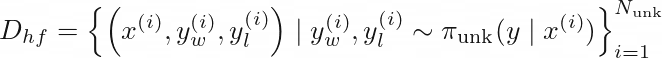 $D_{hf} = \left\{ \left( x^{(i)}, y_w^{(i)}, y_l^{(i)} \right) \mid y_w^{(i)}, y_l^{(i)} \sim \pi_{\text{unk}}(y \mid x^{(i)}) \right\}_{i=1}^{N_{\text{unk}}}$